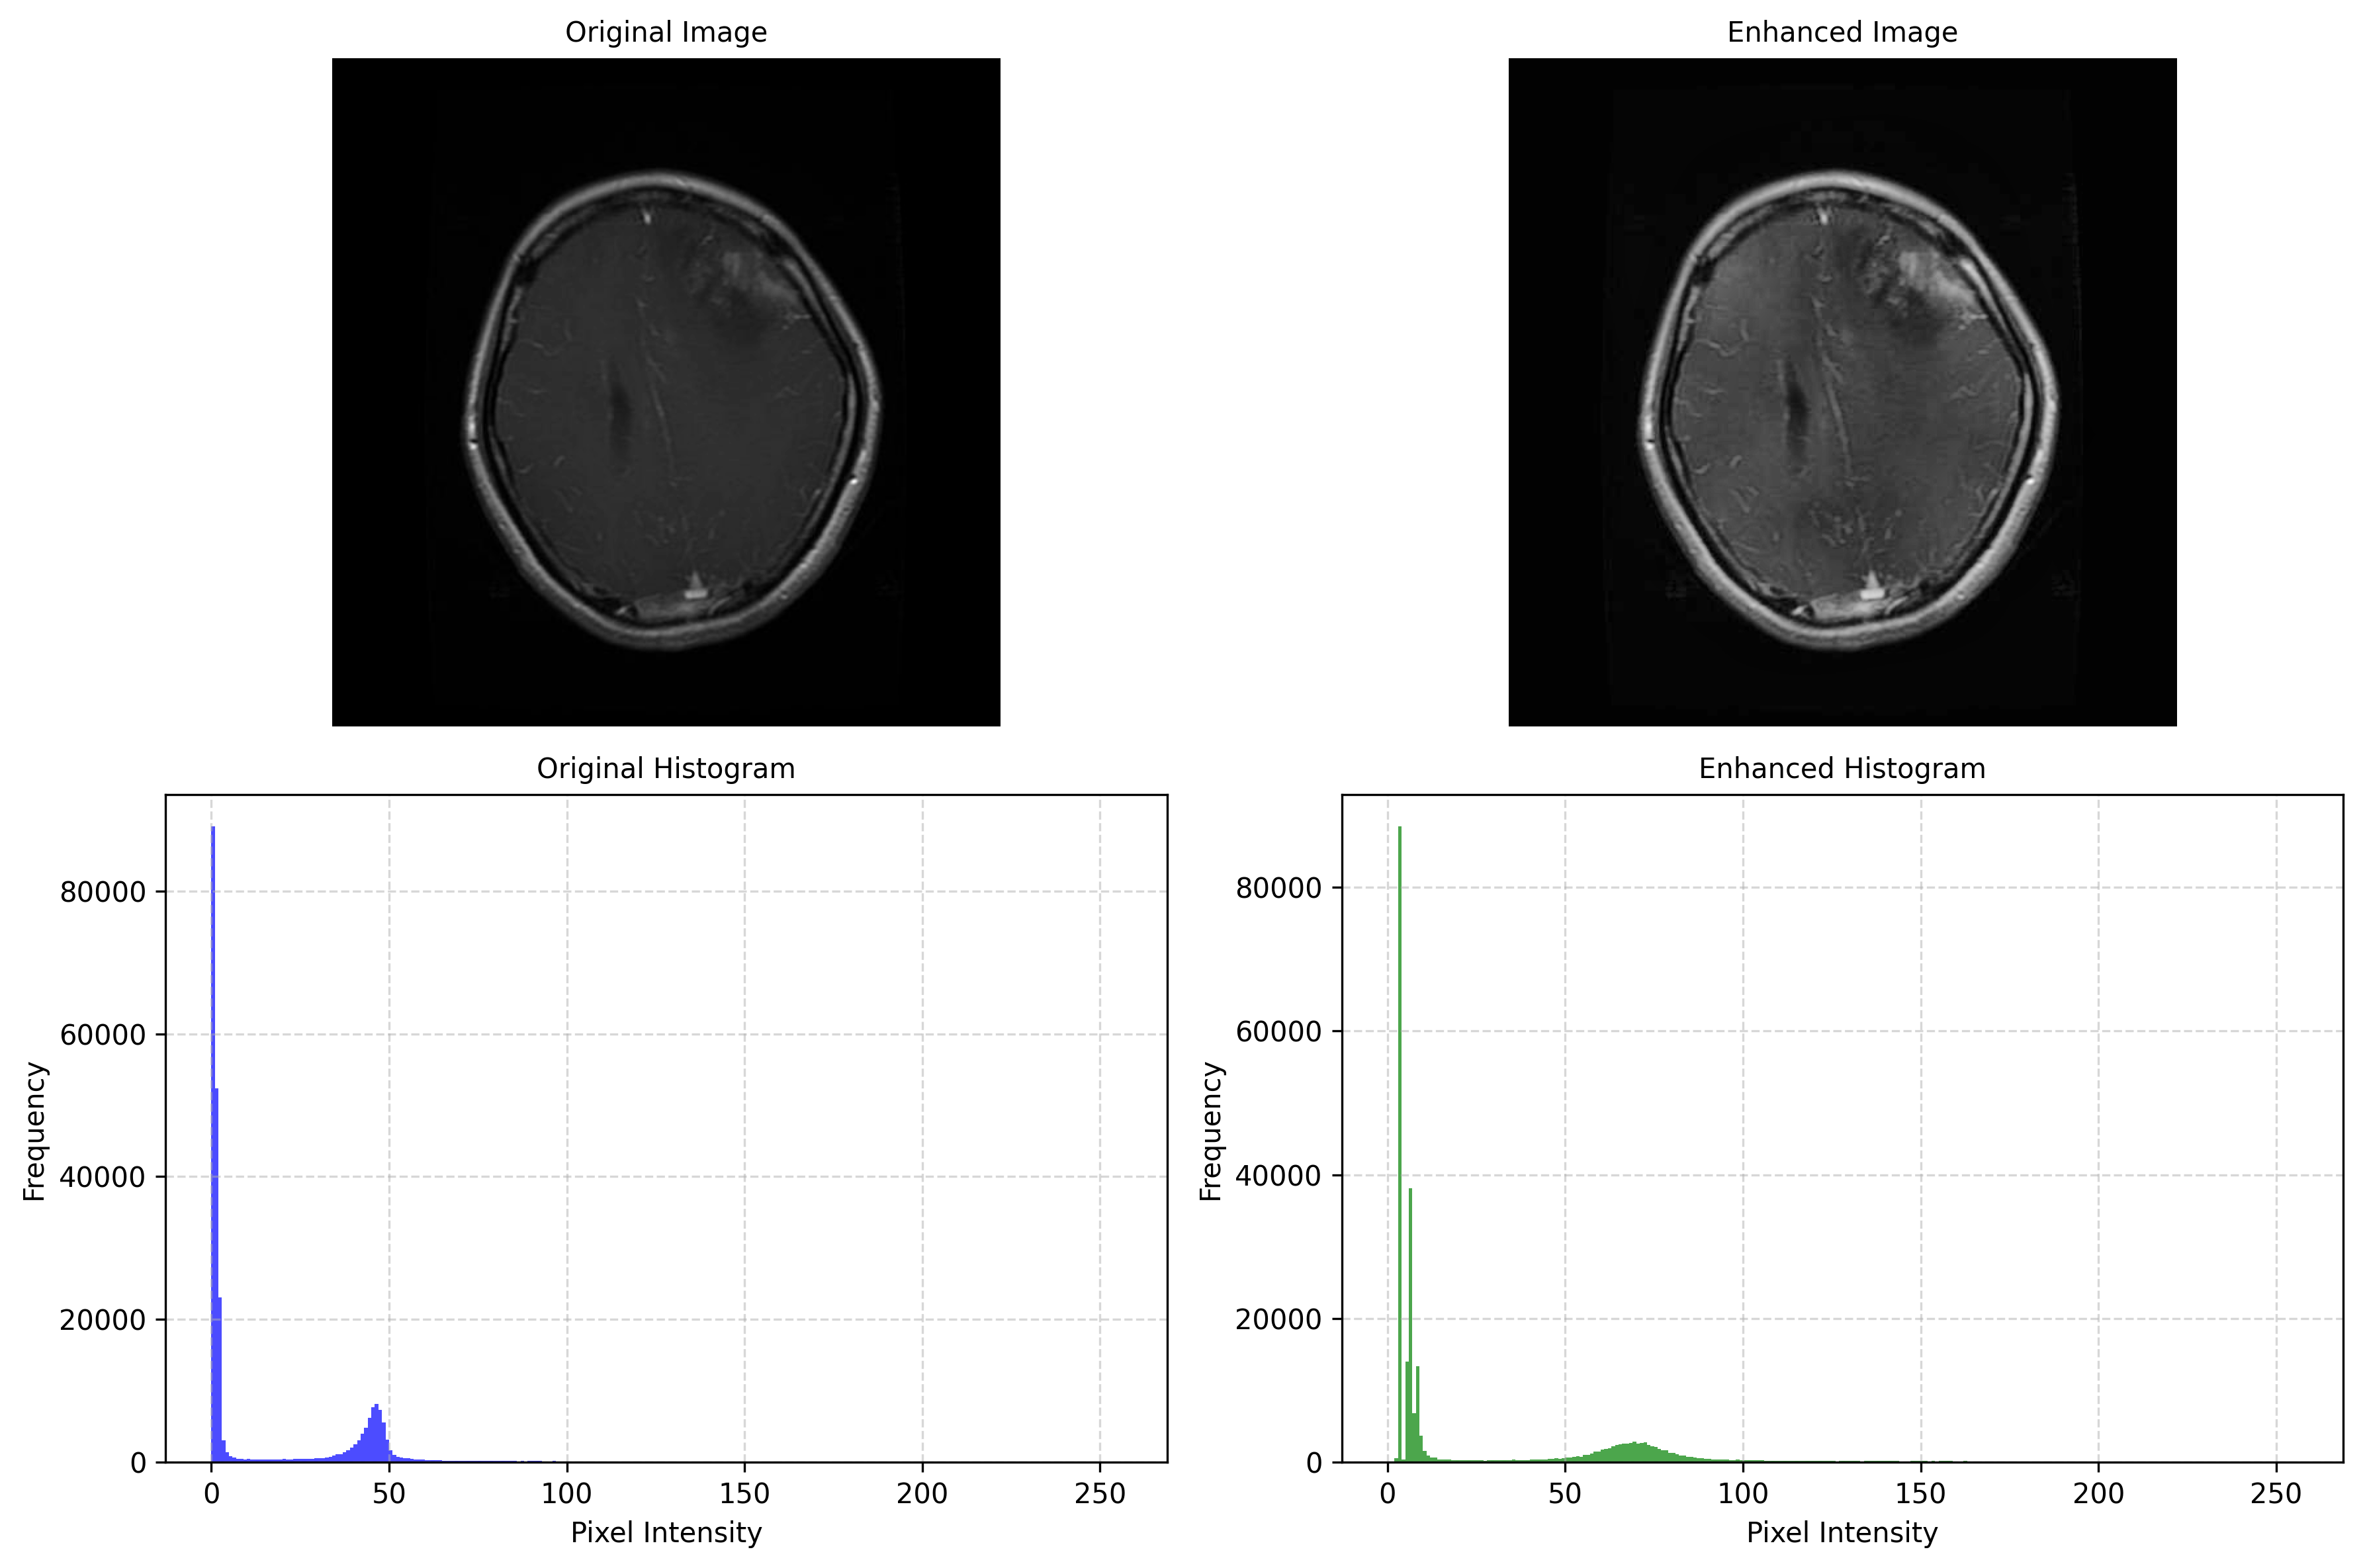 Original Image
Enhanced Image
Original Histogram
Enhanced Histogram
Frequency
80000
60000
40000
20000
0
0 50 100 150 200 250
Pixel Intensity
Frequency
80000
60000
40000
20000
0
0 50 100 150 200 250
Pixel Intensity